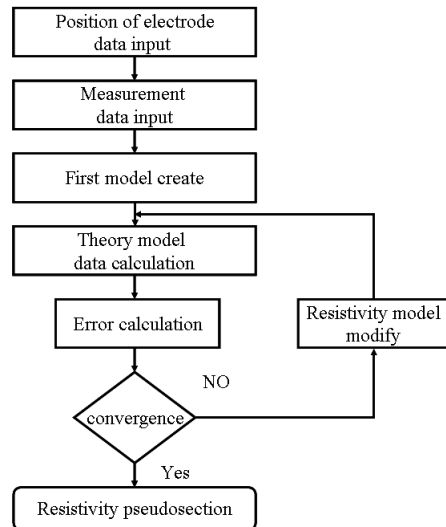 Position of electrode
data input
Measurement
data input
First model create
Theory model
data calculation
Error calculation
Resistivity model
modify
NO
convergence
Yes
Resistivity pseudosection